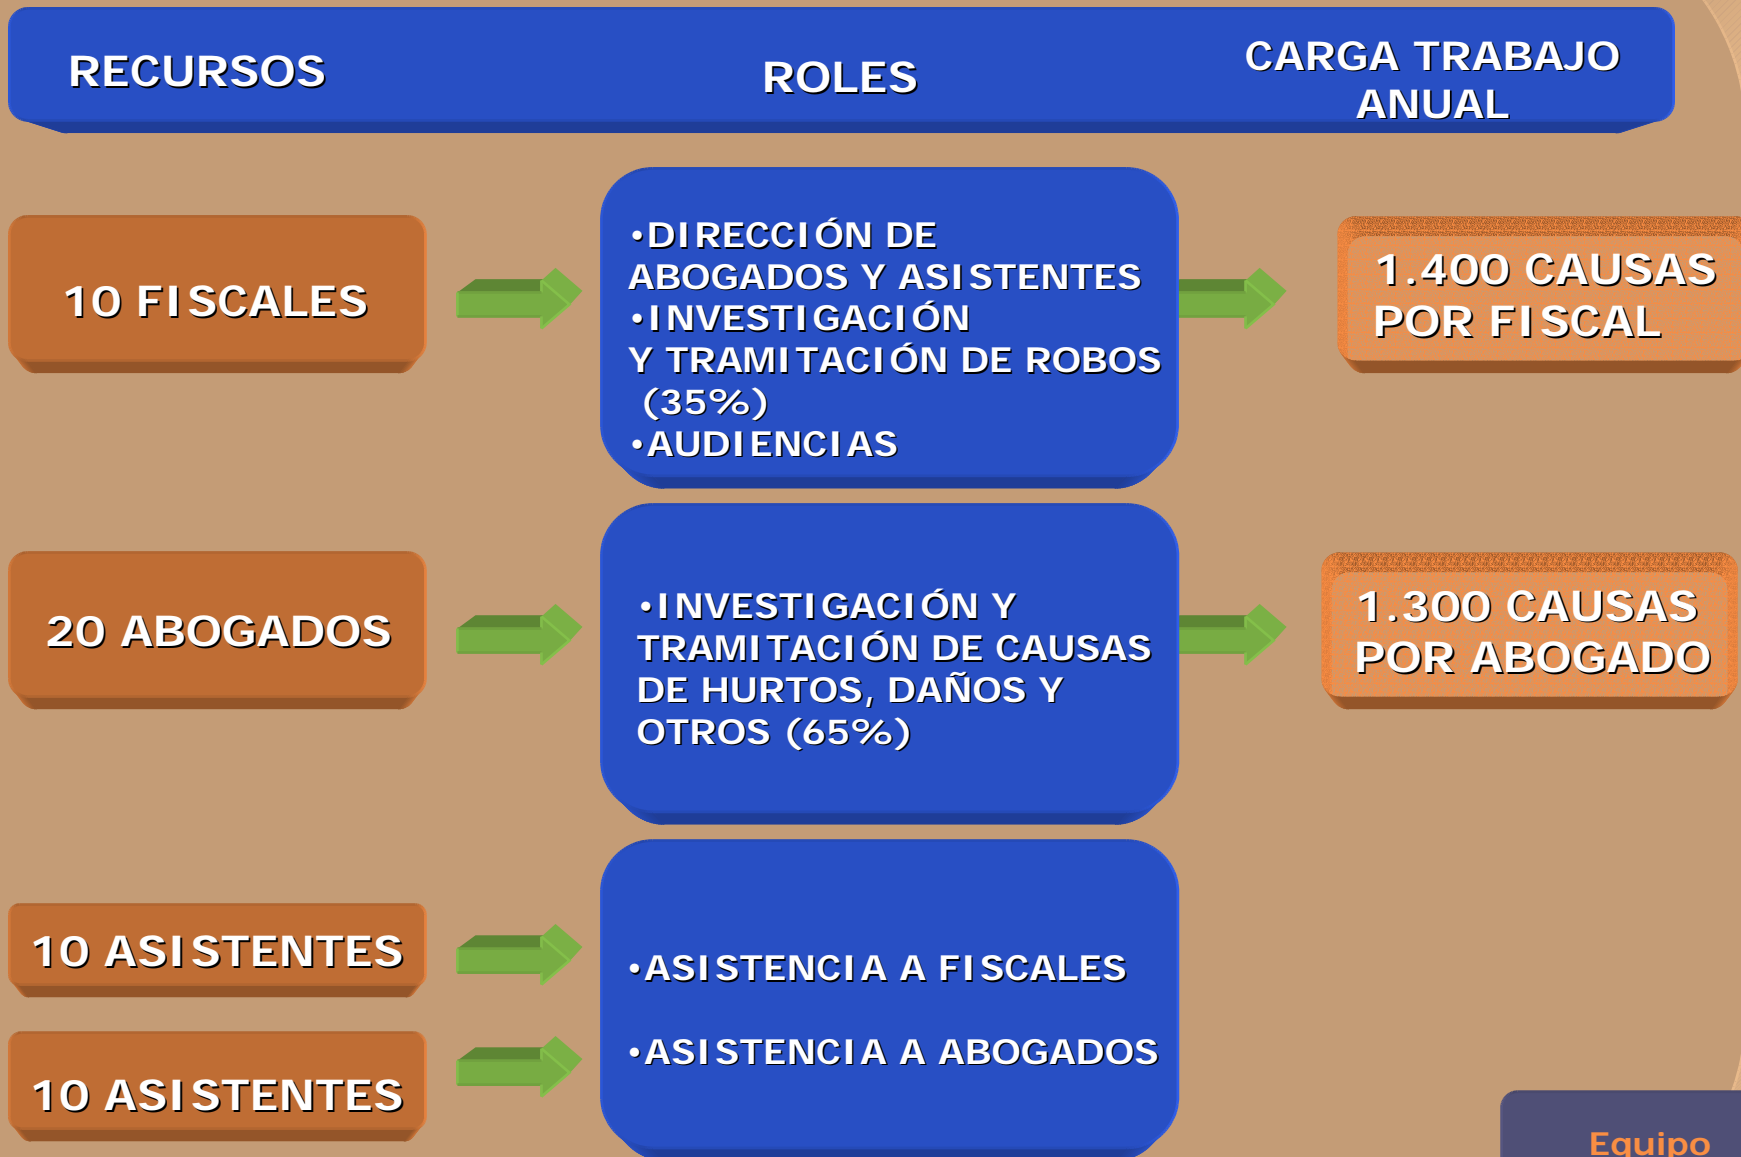 RECURSOS
ROLES
CARGA TRABAJO
ANUAL
10 FISCALES
•DIRECCIÓN DE
ABOGADOS Y ASISTENTES
•INVESTIGACIÓN
Y TRAMITACIÓN DE ROBOS
(35%)
•AUDIENCIAS
1.400 CAUSAS
POR FISCAL
20 ABOGADOS
•INVESTIGACIÓN Y
TRAMITACIÓN DE CAUSAS
DE HURTOS, DAÑOS Y
OTROS (65%)
1.300 CAUSAS
POR ABOGADO
10 ASISTENTES
10 ASISTENTES
•ASISTENCIA A FISCALES
•ASISTENCIA A ABOGADOS
Equipo